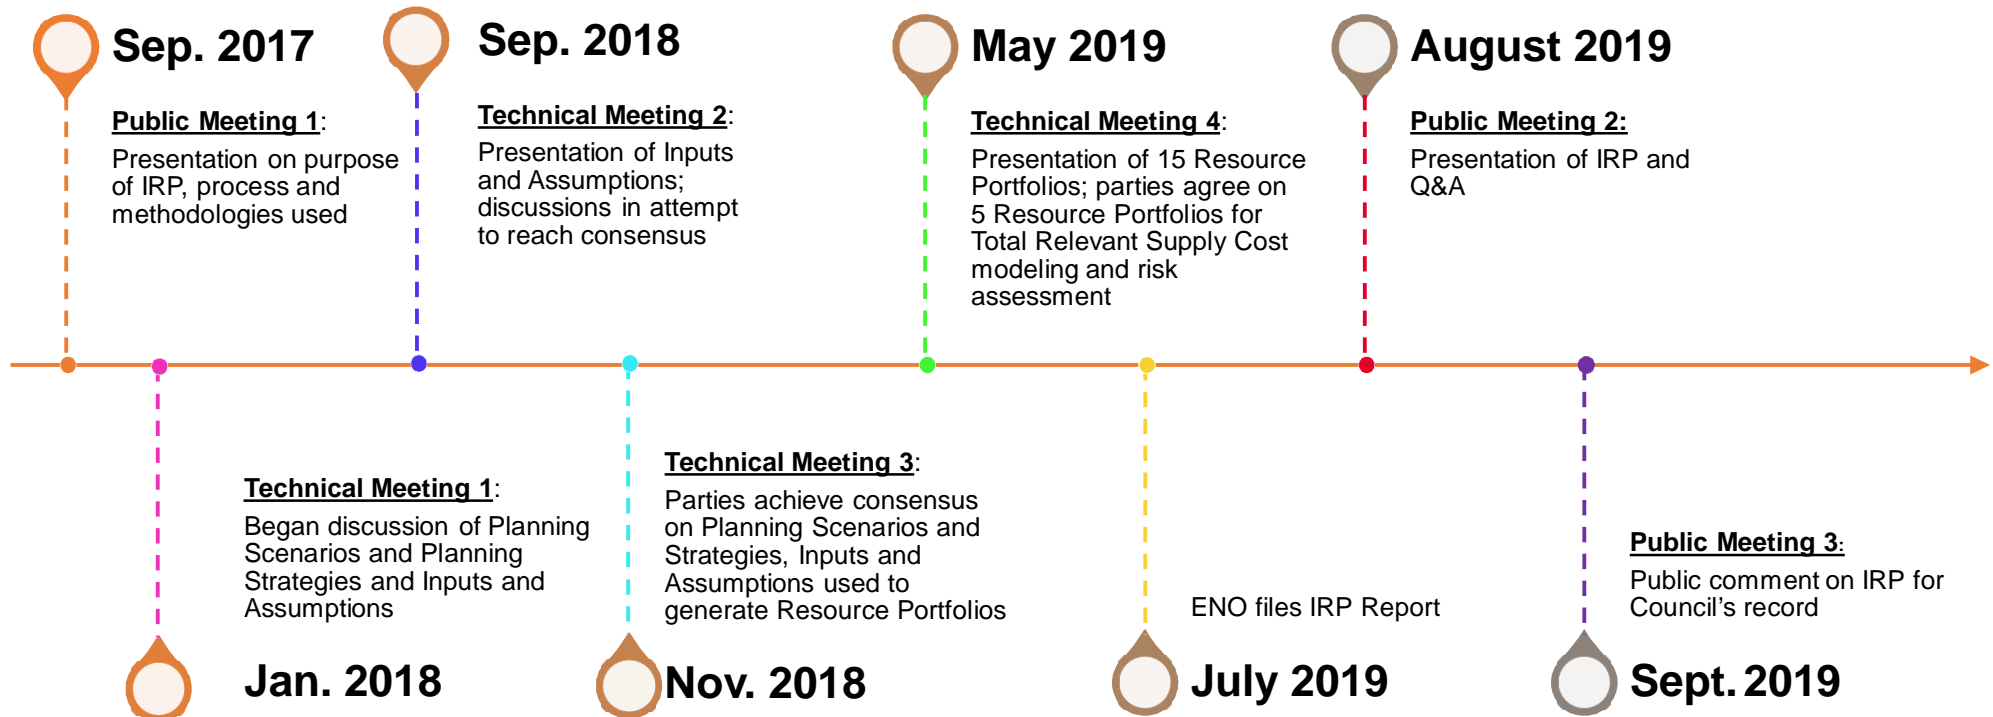 Sep. 2017
Public Meeting 1:
Presentation on purpose
of IRP, process and
methodologies used
Sep. 2018
Technical Meeting 2:
Presentation of Inputs
and Assumptions;
discussions in attempt
to reach consensus
May 2019
Technical Meeting 4:
Presentation of 15 Resource
Portfolios; parties agree on
5 Resource Portfolios for
Total Relevant Supply Cost
modeling and risk
assessment
August 2019
Public Meeting 2:
Presentation of IRP and
Q&A
Technical Meeting 1:
Began discussion of Planning
Scenarios and Planning
Strategies and Inputs and
Assumptions
Jan. 2018
Technical Meeting 3:
Parties achieve consensus
on Planning Scenarios and
Strategies, Inputs and
Assumptions used to
generate Resource Portfolios
Nov. 2018
ENO files IRP Report
July 2019
Public Meeting 3:
Public comment on IRP for
Council’s record
Sept. 2019